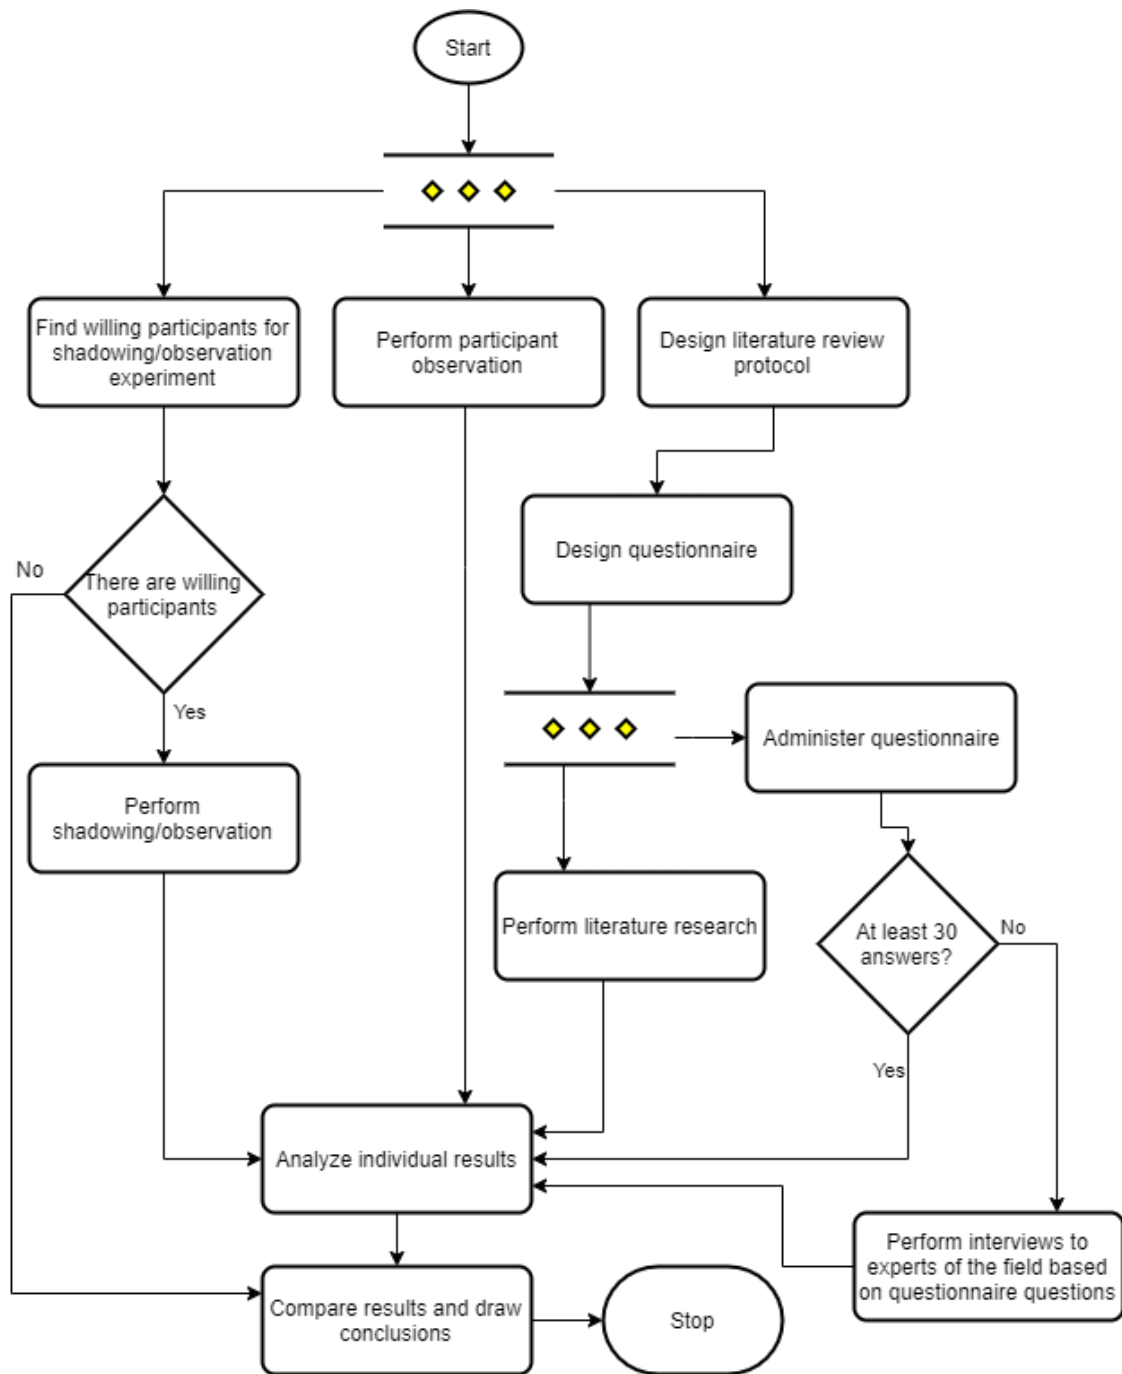 Start
Find willing participants for
shadowing/observation
experiment
Perform participant
observation
Design literature review
protocol
Design questionnaire
No
There are willing
participants
Yes
Administer questionnaire
Perform
shadowing/observation
Perform literature research
At least 30
answers?
No
Yes
Analyze individual results
Perform interviews to
experts of the field based
on questionnaire questions
Compare results and draw
conclusions
Stop